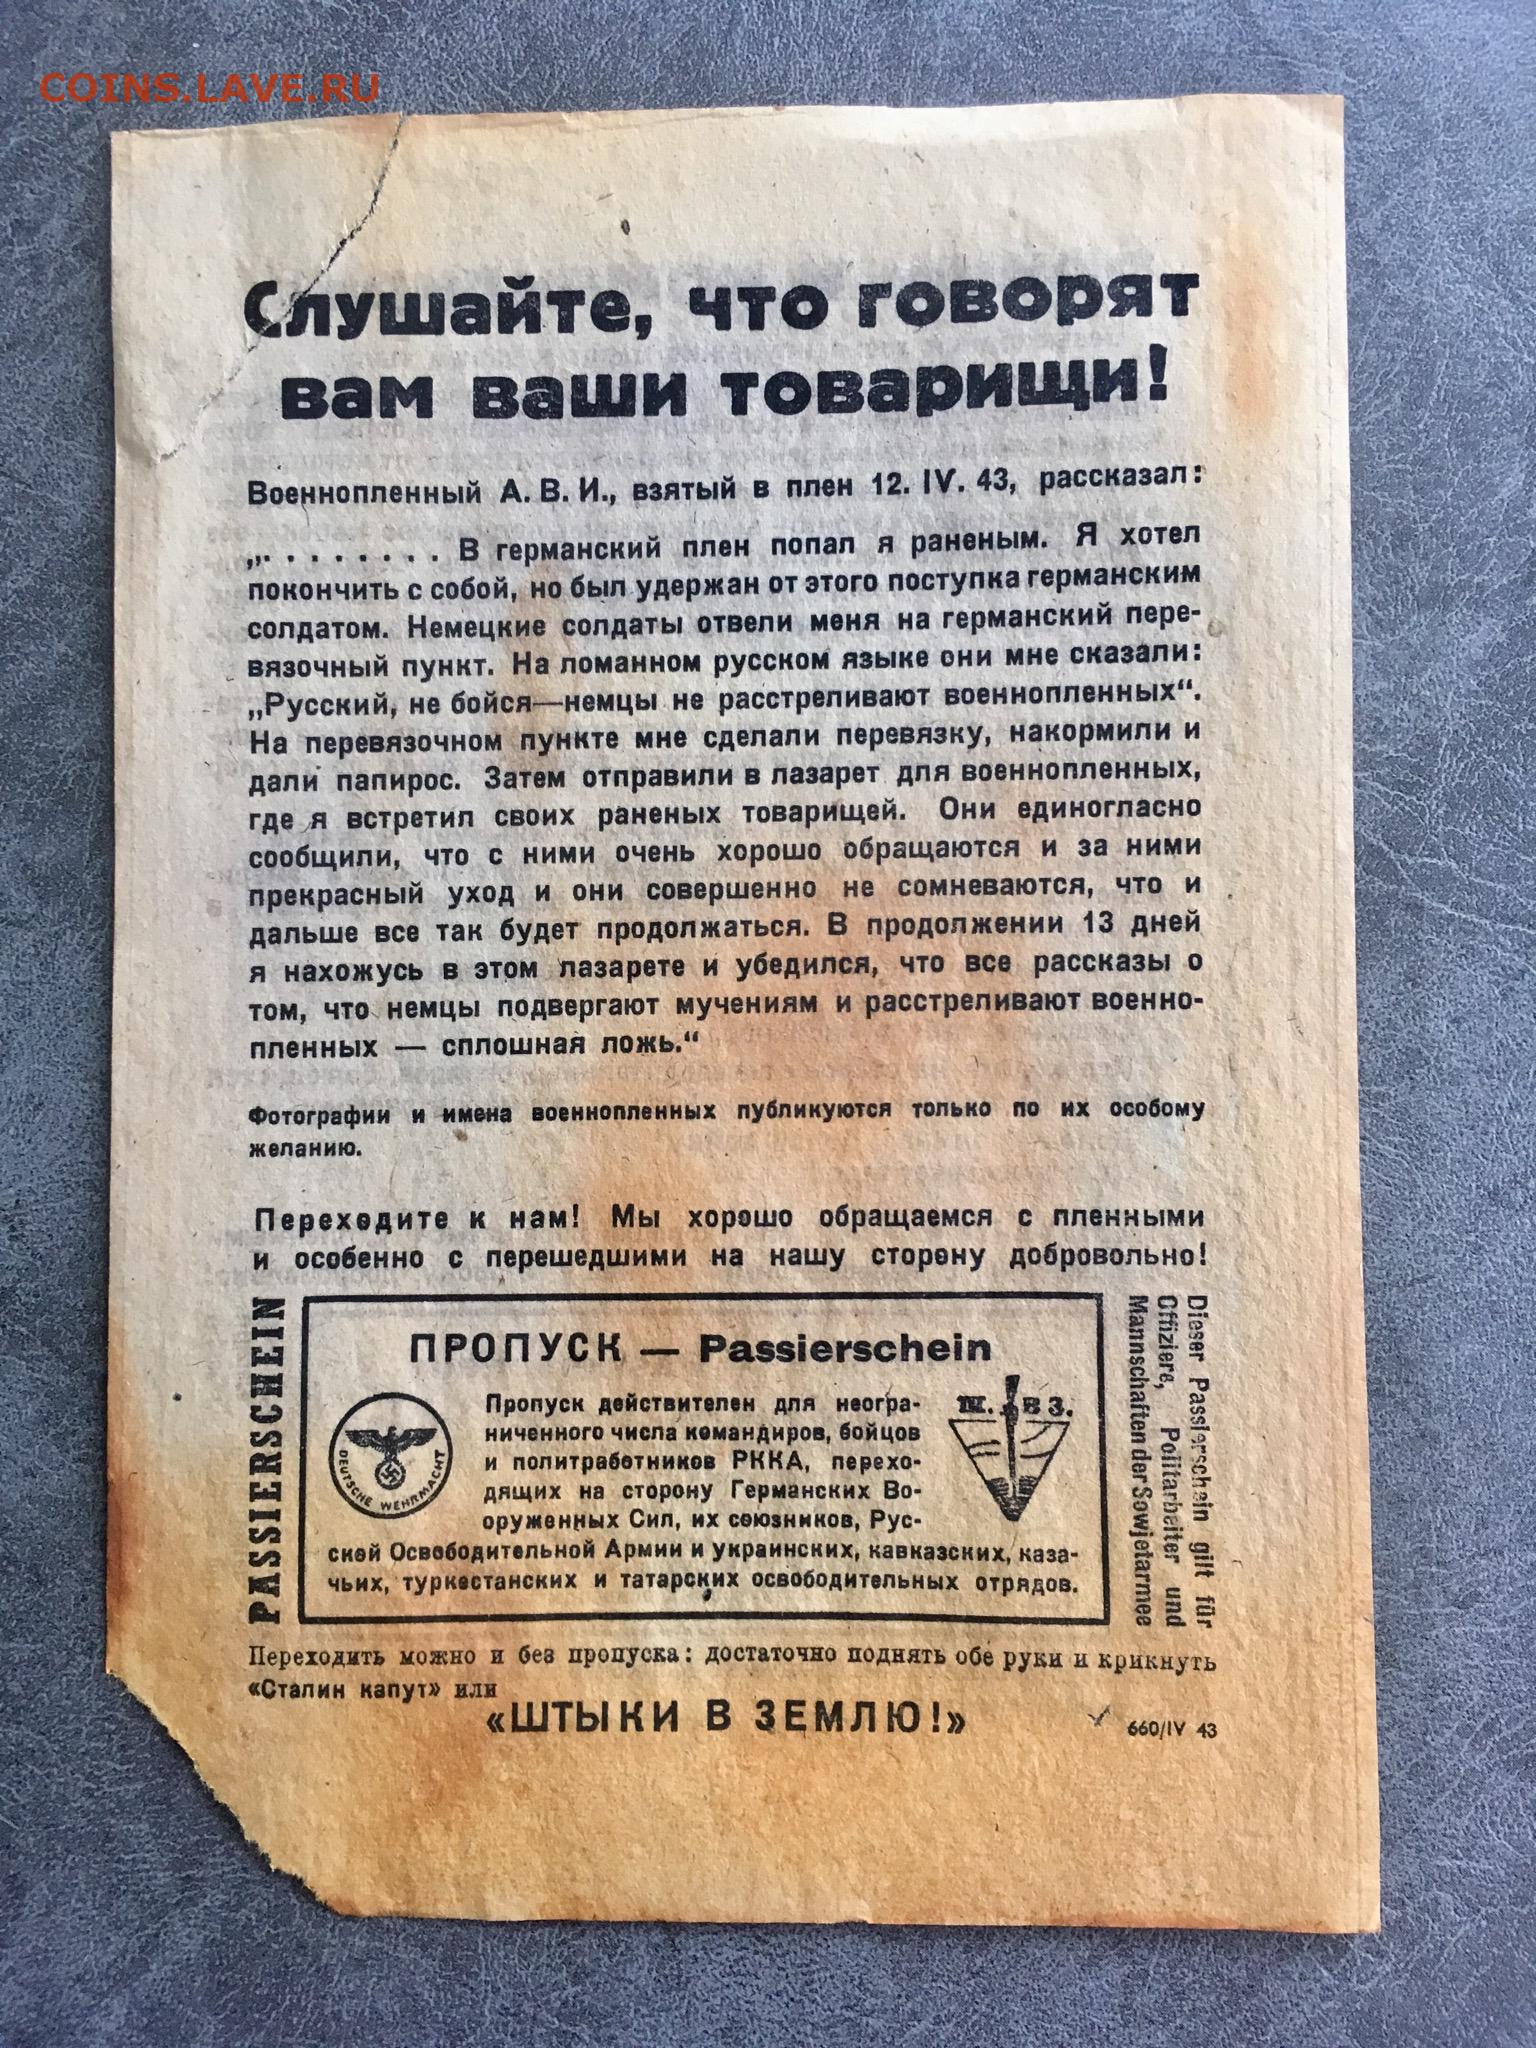 COINS.LAVE.RU
Слушайте, что говорят
вам ваши товарищи!
Военнопленный А. В. И., взятый в плен 12. IV. 43, рассказал:
„. . . . . . . . . В германский плен попал я раненым. Я хотел
покончить с собой, но был удержан от этого поступка германским
солдатом. Немецкие солдаты отвели меня на германский пере-
вязочный пункт. На ломанном русском языке они мне сказали:
„Русский, не бойся—немцы не расстреливают военнопленных“.
На перевязочном пункте мне сделали перевязку, накормили и
дали папирос. Затем отправили в лазарет для военнопленных,
где я встретил своих раненых товарищей. Они единогласно
сообщили, что с ними очень хорошо обращаются и за ними
прекрасный уход и они совершенно не сомневаются, что и
дальше все так будет продолжаться. В продолжении 13 дней
я нахожусь в этом лазарете и убедился, что все рассказы о
том, что немцы подвергают мучениям и расстреливают военно-
пленных — сплошная ложь.“
Фотографии и имена военнопленных публикуются только по их особому
желанию.
Переходите к нам! Мы хорошо обращаемся с пленными
и особенно с перешедшими на нашу сторону добровольно!
PASSIERSCHEIN
ПРОПУСК — Passierschein
DEUTSCHE WEHRMACHT
Пропуск действителен для неогра-
ниченного числа командиров, бойцов
и политработников РККА, перехо-
дящих на сторону Германских Во-
оруженных Сил, их союзников, Рус-
ской Освободительной Армии и украинских, кавказских, каза-
чьих, туркестанских и татарских освободительных отрядов.
Ш. В З.
Dieser Passierschein gilt für
Offiziere, Politarbeiter und
Mannschaften der Sowjetarmee
Переходить можно и без пропуска: достаточно поднять обе руки и крикнуть
«Сталин капут» или
«ШТЫКИ В ЗЕМЛЮ!»
660/IV 43